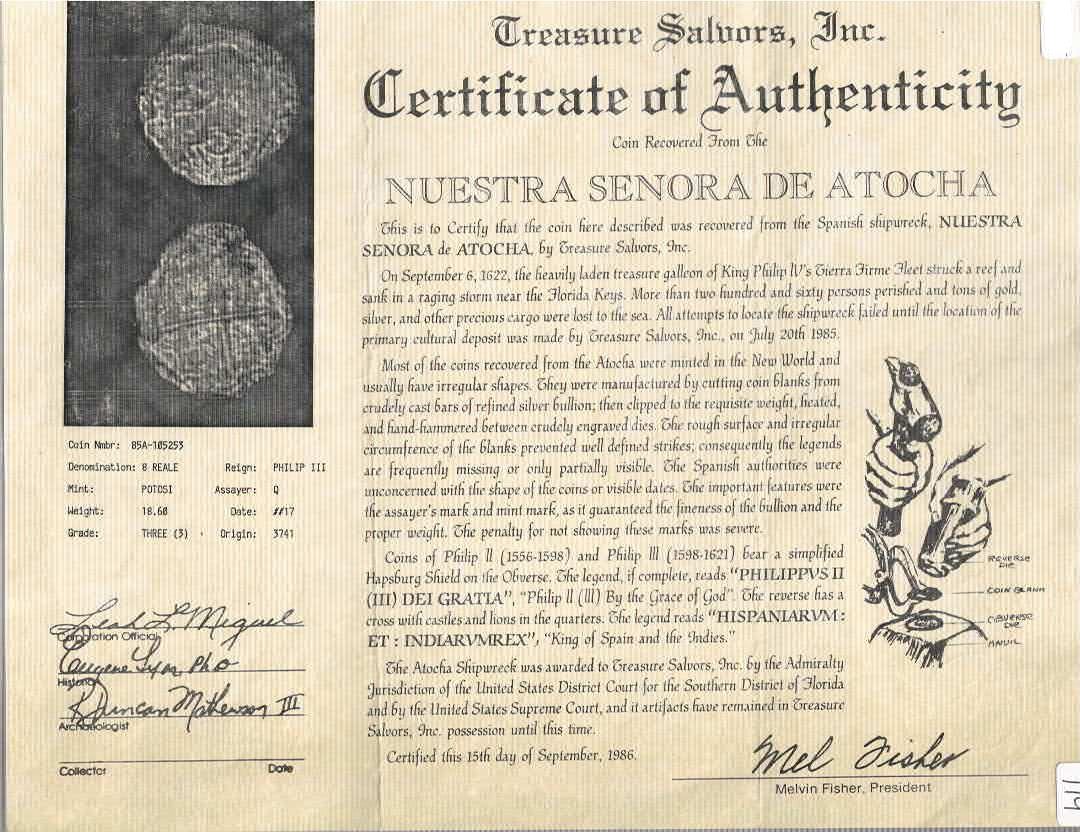 Treasure Salvors, Inc.
Certificate of Authenticity
Coin Recovered From The
NUESTRA SENORA DE ATOCHA
This is to Certify that the coin here described was recovered from the Spanish shipwreck, NUESTRA
SENORA de ATOCHA, by Treasure Salvors, Inc.
On September 6, 1622, the heavily laden treasure galleon of King Philip IV's Tierra Firme Fleet struck a reef and
sank in a raging storm near the Florida Keys. More than two hundred and sixty persons perished and tons of gold,
silver, and other precious cargo were lost to the sea. All attempts to locate the shipwreck failed until the location of the
primary cultural deposit was made by Treasure Salvors, Inc., on July 20th 1985.
Most of the coins recovered from the Atocha were minted in the New World and
usually have irregular shapes. They were manufactured by cutting coin blanks from
crudely cast bars of refined silver bullion; then clipped to the requisite weight, heated,
and hand-hammered between crudely engraved dies. The rough surface and irregular
circumfrence of the blanks prevented well defined strikes; consequently the legends
are frequently missing or only partially visible. The Spanish authorities were
unconcerned with the shape of the coins or visible dates. The important features were
the assayer's mark and mint mark, as it guaranteed the fineness of the bullion and the
proper weight. The penalty for not showing these marks was severe.
Coins of Philip II (1556-1598) and Philip III (1598-1621) bear a simplified
Hapsburg Shield on the Obverse. The legend, if complete, reads "PHILIPPVS II
(III) DEI GRATIA", "Philip II (III) By the Grace of God". The reverse has a
cross with castles and lions in the quarters. The legend reads "HISPANIARVM :
ET : INDIARVMREX", "King of Spain and the Indies."
The Atocha Shipwreck was awarded to Treasure Salvors, Inc. by the Admiralty
Jurisdiction of the United States District Court for the Southern District of Florida
and by the United States Supreme Court, and it artifacts have remained in Treasure
Salvors, Inc. possession until this time.
Certified this 15th day of September, 1986.
Mel Fisher
Melvin Fisher, President
REVERSE DIE
COIN BLANK
OBVERSE DIE
ANVIL
Coin Nmbr: 85A-105253
Denomination: 8 REALE Reign: PHILIP III
Mint: POTOSI Assayer: Q
Weight: 18.60 Date: ##17
Grade: THREE (3) Origin: 3741
Leah L Miguel
Corporation Official
Eugene Lyon PhD
Historian
R Duncan Mathewson III
Archaeologist
Collector Date
119